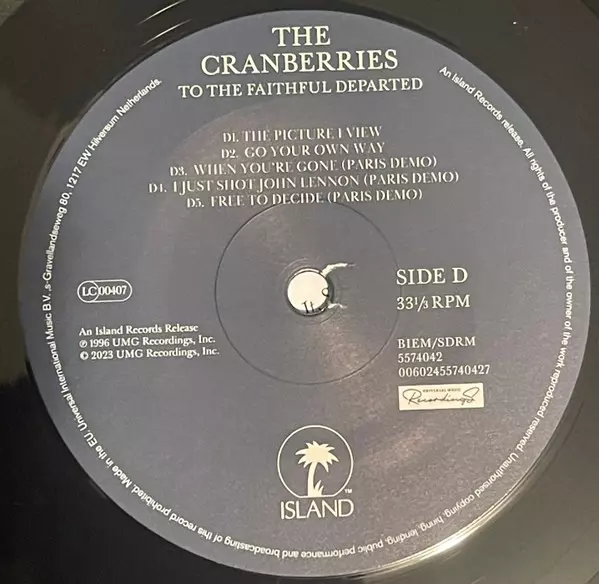 THE
CRANBERRIES
TO THE FAITHFUL DEPARTED
D1. THE PICTURE I VIEW
D2. GO YOUR OWN WAY
D3. WHEN YOU'RE GONE (PARIS DEMO)
D4. I JUST SHOT JOHN LENNON (PARIS DEMO)
D5. FREE TO DECIDE (PARIS DEMO)
SIDE D
33⅓ RPM
LC 00407
An Island Records Release
℗ 1996 UMG Recordings, Inc.
© 2023 UMG Recordings, Inc.
BIEM/SDRM
5574042
00602455740427
UNIVERSAL MUSIC
Recordings
ISLAND™
An Island Records release. All rights of the producer and of the owner of the work reproduced reserved. Unauthorised copying, hiring, lending, public performance and broadcasting of this record prohibited. Made in the EU. Universal International Music B.V., s-Gravelandseweg 80, 1217 EW Hilversum Netherlands.